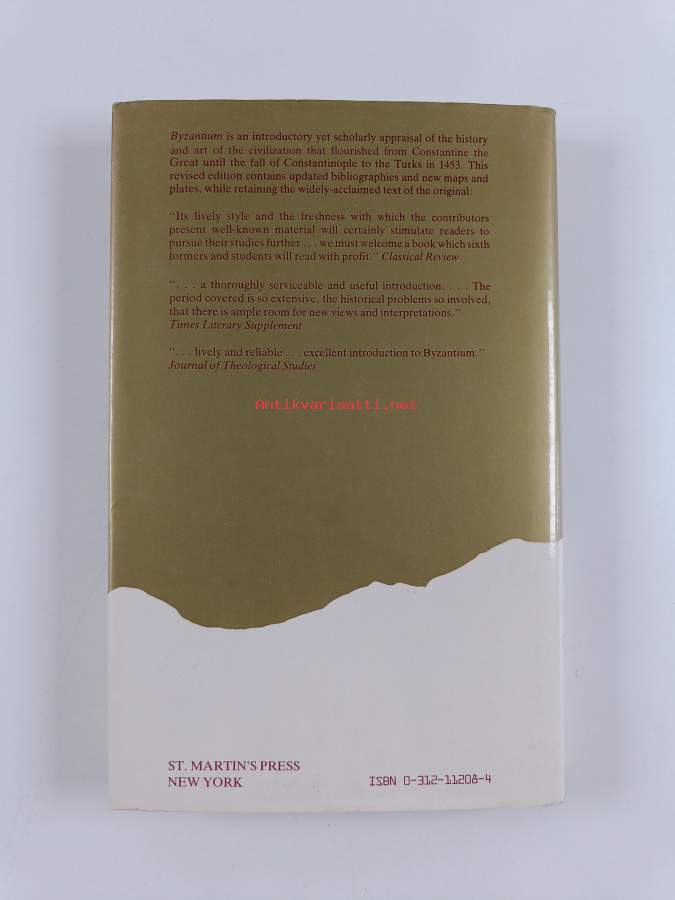 Byzantium is an introductory yet scholarly appraisal of the history
and art of the civilization that flourished from Constantine the
Great until the fall of Constantinople to the Turks in 1453. This
revised edition contains updated bibliographies and new maps and
plates, while retaining the widely-acclaimed text of the original:
“Its lively style and the freshness with which the contributors
present well-known material will certainly stimulate readers to
pursue their studies further . . . we must welcome a book which sixth
formers and students will read with profit.” Classical Review
“. . . a thoroughly serviceable and useful introduction. . . . The
period covered is so extensive, the historical problems so involved,
that there is ample room for new views and interpretations.”
Times Literary Supplement
“. . . lively and reliable . . . excellent introduction to Byzantium.”
Journal of Theological Studies
Antikvariaatti.net
ST. MARTIN'S PRESS
NEW YORK
ISBN 0-312-11208-4